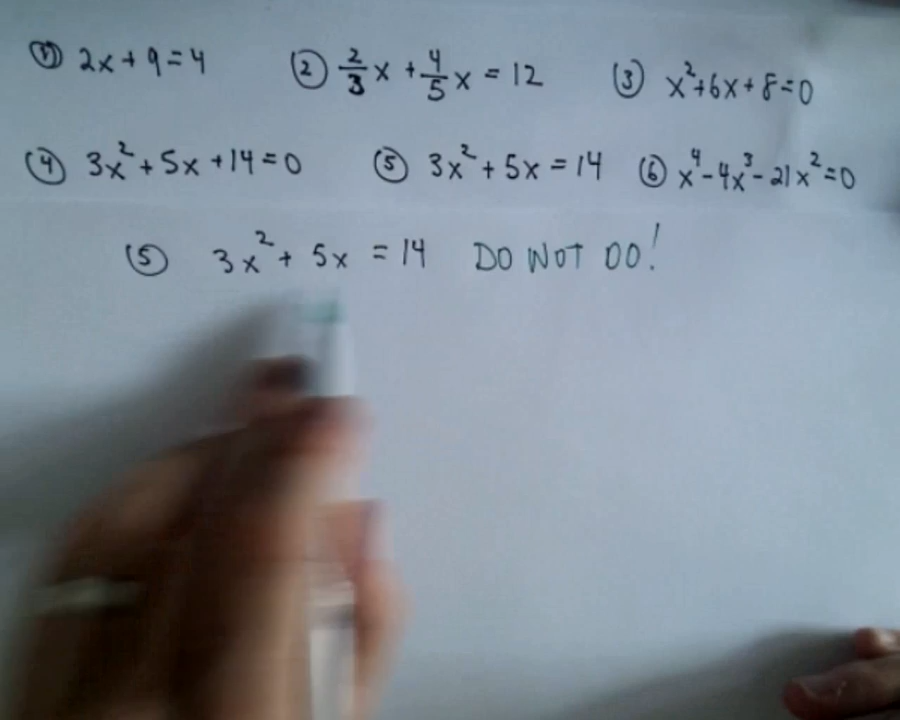 ① 2x + 9 = 4 ② 2/3 x + 4/5 x = 12 ③ x² + 6x + 8 = 0
④ 3x² + 5x + 14 = 0 ⑤ 3x² + 5x = 14 ⑥ x⁴ - 4x³ - 21x² = 0
⑤ 3x² + 5x = 14 DO NOT DO!